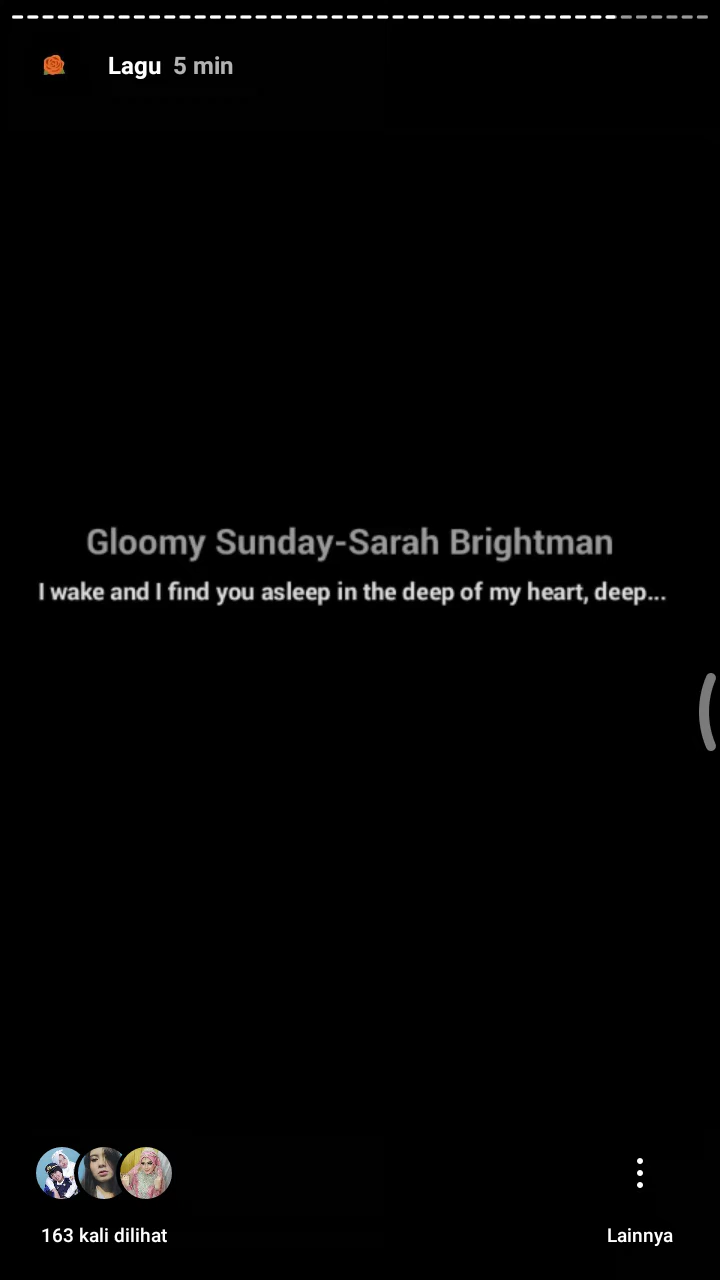 Lagu 5 min
Gloomy Sunday-Sarah Brightman
I wake and I find you asleep in the deep of my heart, deep...
163 kali dilihat
Lainnya